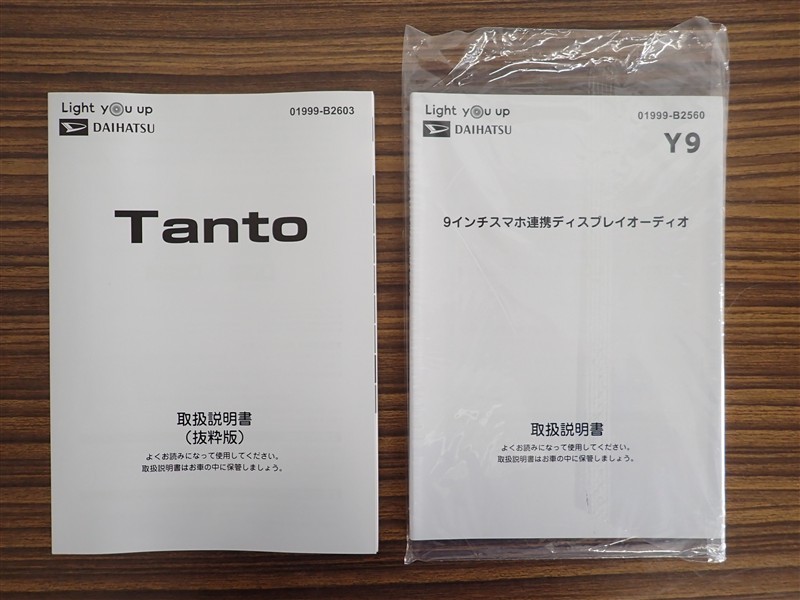 Light you up
01999-B2603
DAIHATSU
Tanto
取扱説明書
（抜粋版）
よくお読みになって使用してください。
取扱説明書はお車の中に保管しましょう。
Light you up
01999-B2560
DAIHATSU
Y9
9インチスマホ連携ディスプレイオーディオ
取扱説明書
よくお読みになって使用してください。
取扱説明書はお車の中に保管しましょう。